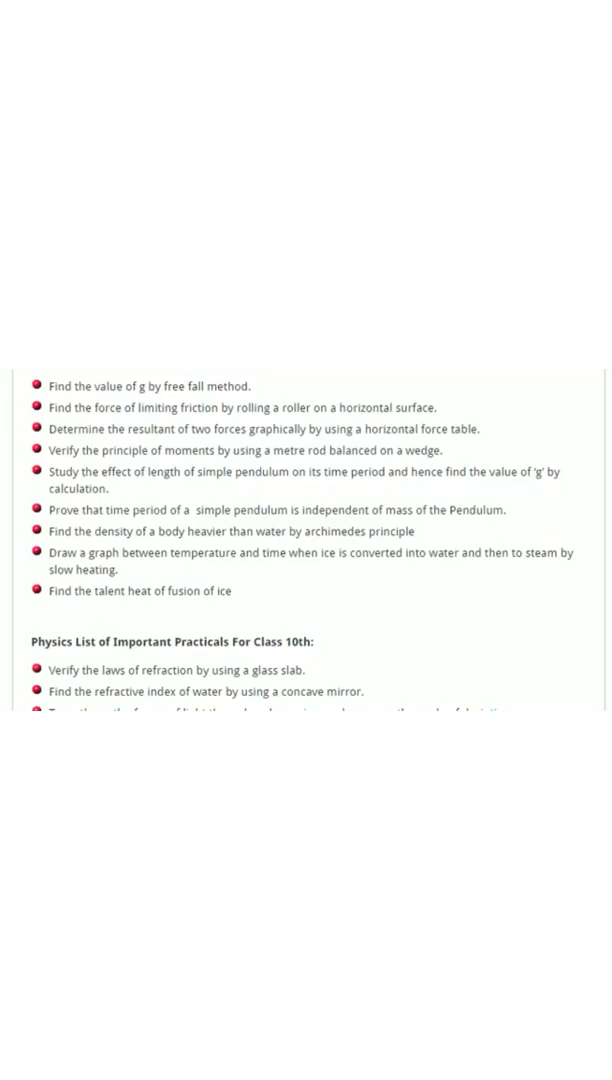 Find the value of g by free fall method.
Find the force of limiting friction by rolling a roller on a horizontal surface.
Determine the resultant of two forces graphically by using a horizontal force table.
Verify the principle of moments by using a metre rod balanced on a wedge.
Study the effect of length of simple pendulum on its time period and hence find the value of 'g' by
calculation.
Prove that time period of a simple pendulum is independent of mass of the Pendulum.
Find the density of a body heavier than water by archimedes principle
Draw a graph between temperature and time when ice is converted into water and then to steam by
slow heating.
Find the talent heat of fusion of ice
Physics List of Important Practicals For Class 10th:
Verify the laws of refraction by using a glass slab.
Find the refractive index of water by using a concave mirror.